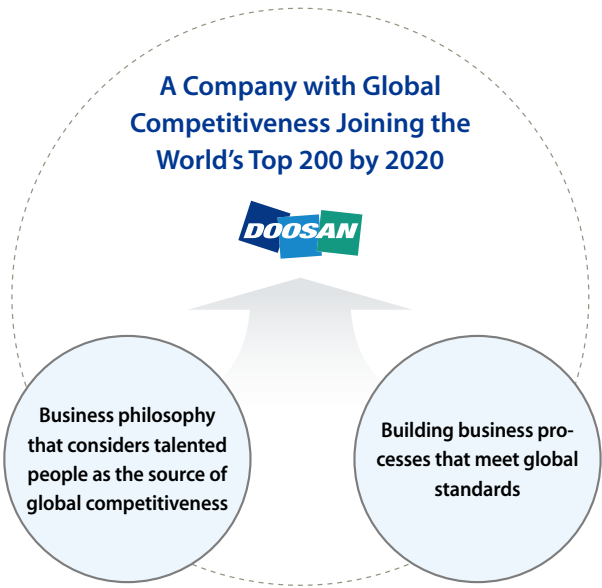 A Company with Global
Competitiveness Joining the
World's Top 200 by 2020
DOOSAN
Business philosophy
that considers talented
people as the source of
global competitiveness
Building business pro-
cesses that meet global
standards